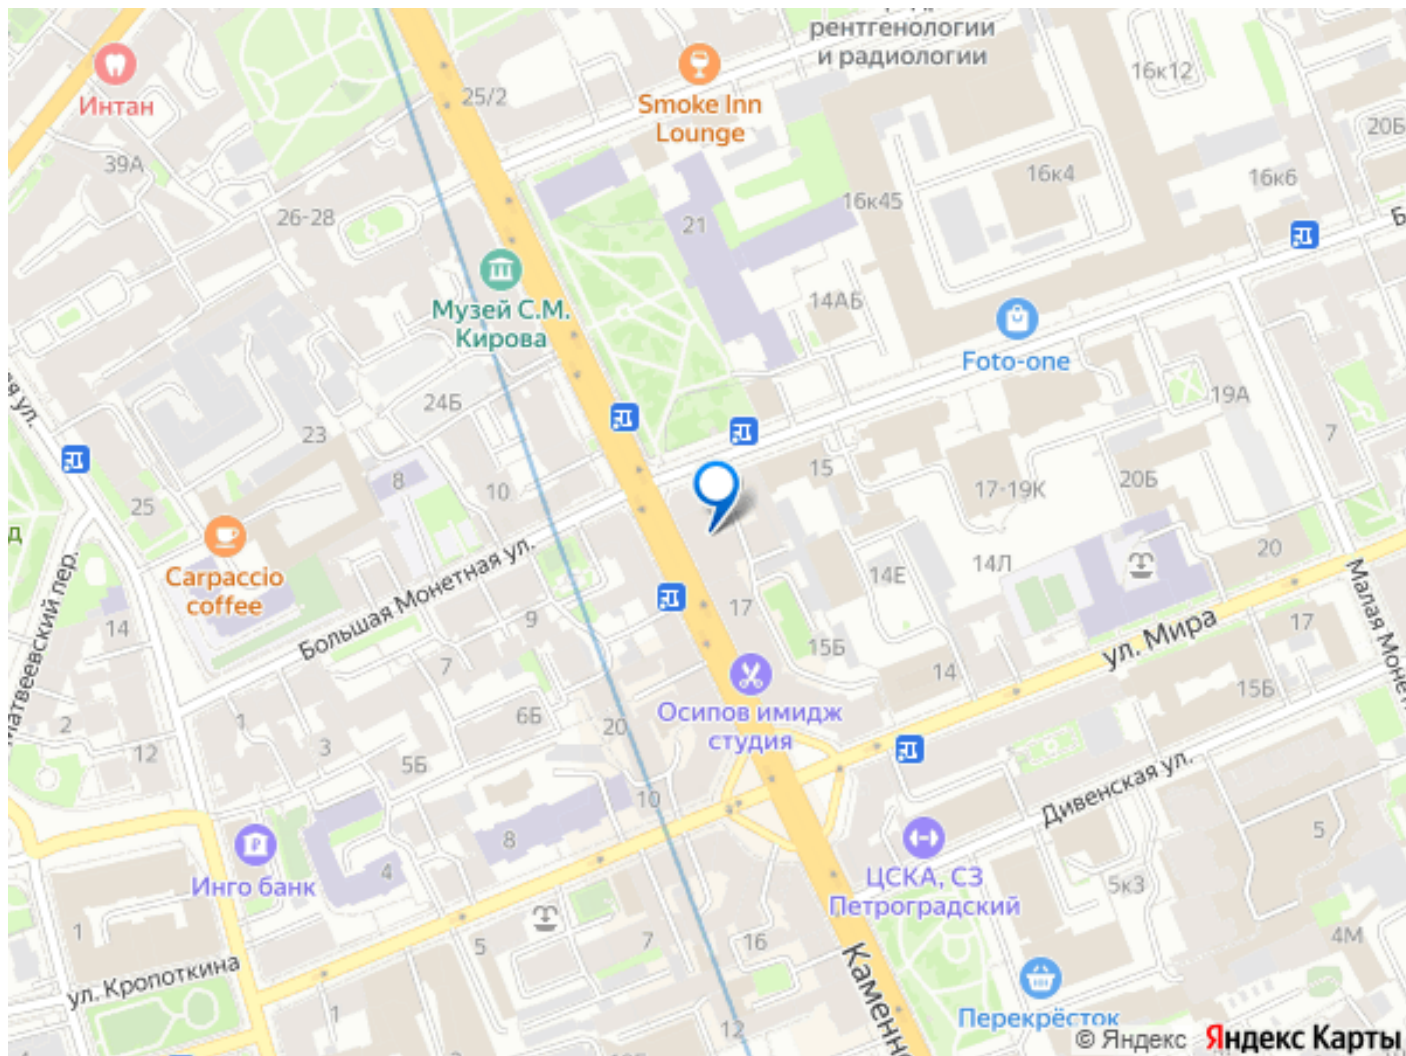 рентгенологии
и радиологии
Интан
25/2
Smoke Inn
Lounge
16к12
20Б
39А
16к4
16к6
16к45
26-28
21
Музей С.М.
Кирова
14АБ
Foto-one
24Б
19А
23
7
15
8
10
17-19К
20Б
25
Carpaccio
coffee
Большая Монетная ул.
14Е
14Л
20
14
9
17
ул. Мира
Малая Монет
17
7
15Б
14
15Б
2
12
1
3
6Б
20
Осипов имидж
студия
5Б
10
Дивенская ул.
8
5
Инго банк
4
ЦСКА, СЗ
Петроградский
5к3
1
5
7
16
4М
ул. Кропоткина
Каменно
1
12
Перекрёсток
© Яндекс Яндекс Карты